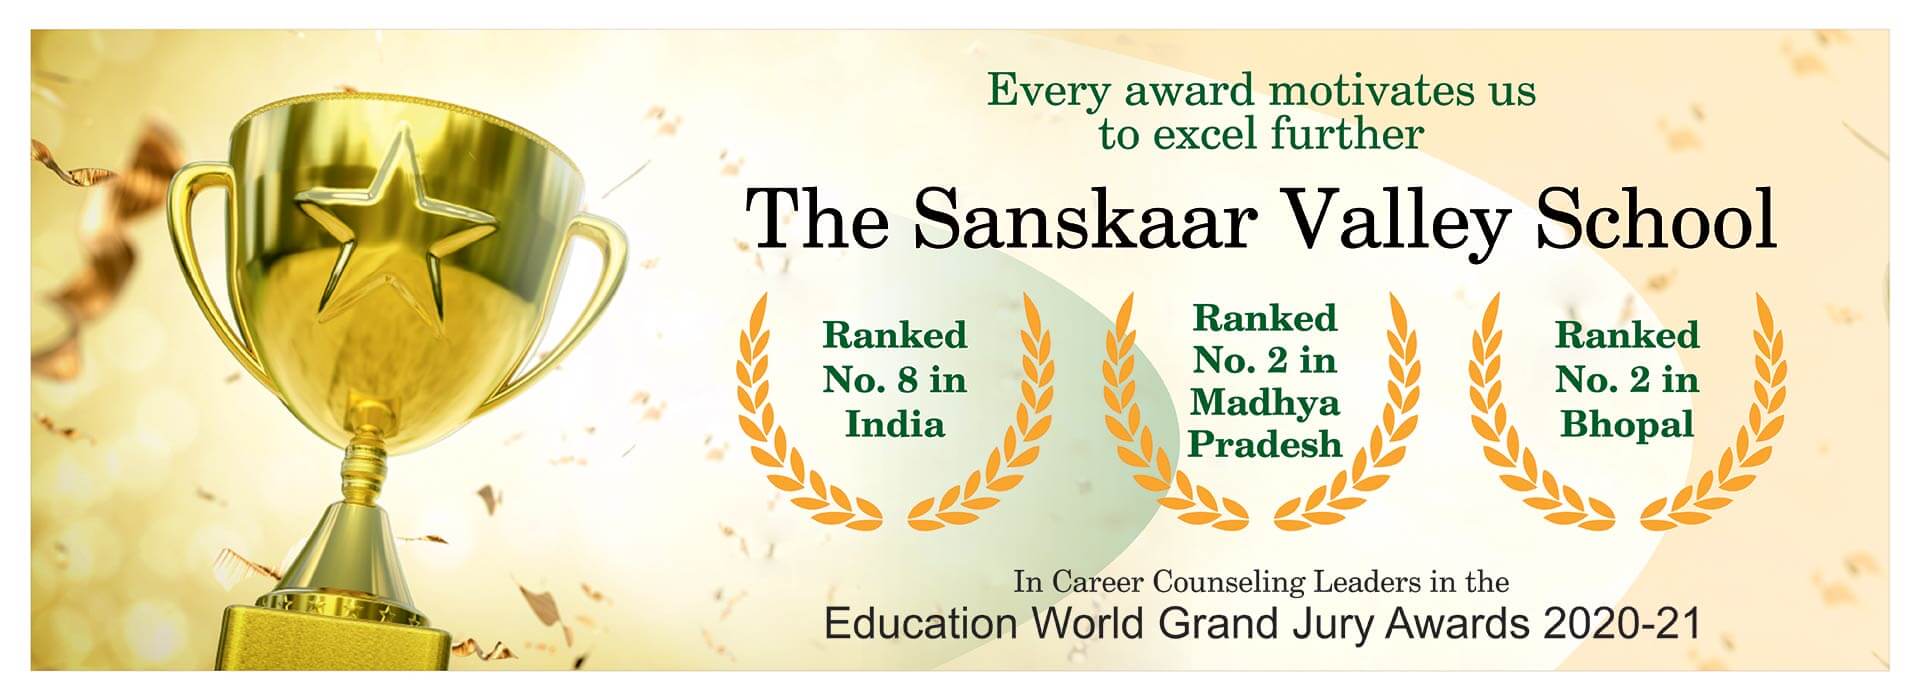 Every award motivates us
to excel further
The Sanskaar Valley School
Ranked
No. 8 in
India
Ranked
No. 2 in
Madhya
Pradesh
Ranked
No. 2 in
Bhopal
In Career Counseling Leaders in the
Education World Grand Jury Awards 2020-21